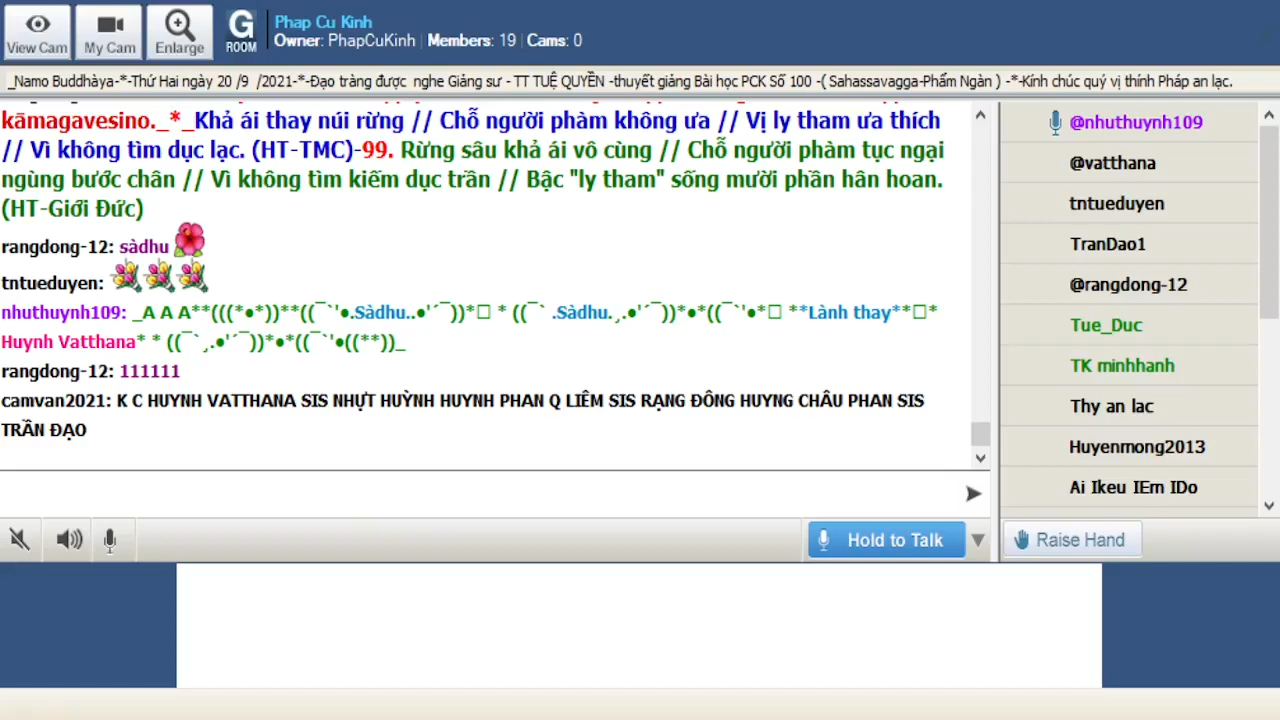 View Cam
My Cam
Enlarge
G
ROOM
Phap Cu Kinh
Owner: PhapCuKinh | Members: 19 | Cams: 0
_Namo Buddhàya-*-Thứ Hai ngày 20 /9 /2021-*-Đạo tràng được nghe Giảng sư - TT TUỆ QUYỀN -thuyết giảng Bài học PCK Số 100 -( Sahassavagga-Phẩm Ngàn ) -*-Kính chúc quý vị thính Pháp an lạc.
kāmagavesino._*_Khả ái thay núi rừng // Chỗ người phàm không ưa // Vị ly tham ưa thích
// Vì không tìm dục lạc. (HT-TMC)-99. Rừng sâu khả ái vô cùng // Chỗ người phàm tục ngại
ngùng bước chân // Vì không tìm kiếm dục trần // Bậc "ly tham" sống mười phần hân hoan.
(HT-Giới Đức)
rangdong-12: sàdhu
tntueduyen:
nhuthuynh109: _A A A**(((*•*))**((¯`'•.Sàdhu..•'´¯))*□ * ((¯` .Sàdhu.¸.•'´¯))*•*((¯`'•*□ **Lành thay**□*
Huynh Vatthana* * ((¯`¸.•'´¯))*•*((¯`'•((**))_
rangdong-12: 111111
camvan2021: K C HUYNH VATTHANA SIS NHỰT HUỲNH HUYNH PHAN Q LIÊM SIS RẠNG ĐÔNG HUYNG CHÂU PHAN SIS
TRẦN ĐẠO
@nhuthuynh109
@vatthana
tntueduyen
TranDao1
@rangdong-12
Tue_Duc
TK minhhanh
Thy an lac
Huyenmong2013
Ai Ikeu IEm IDo
Hold to Talk
Raise Hand